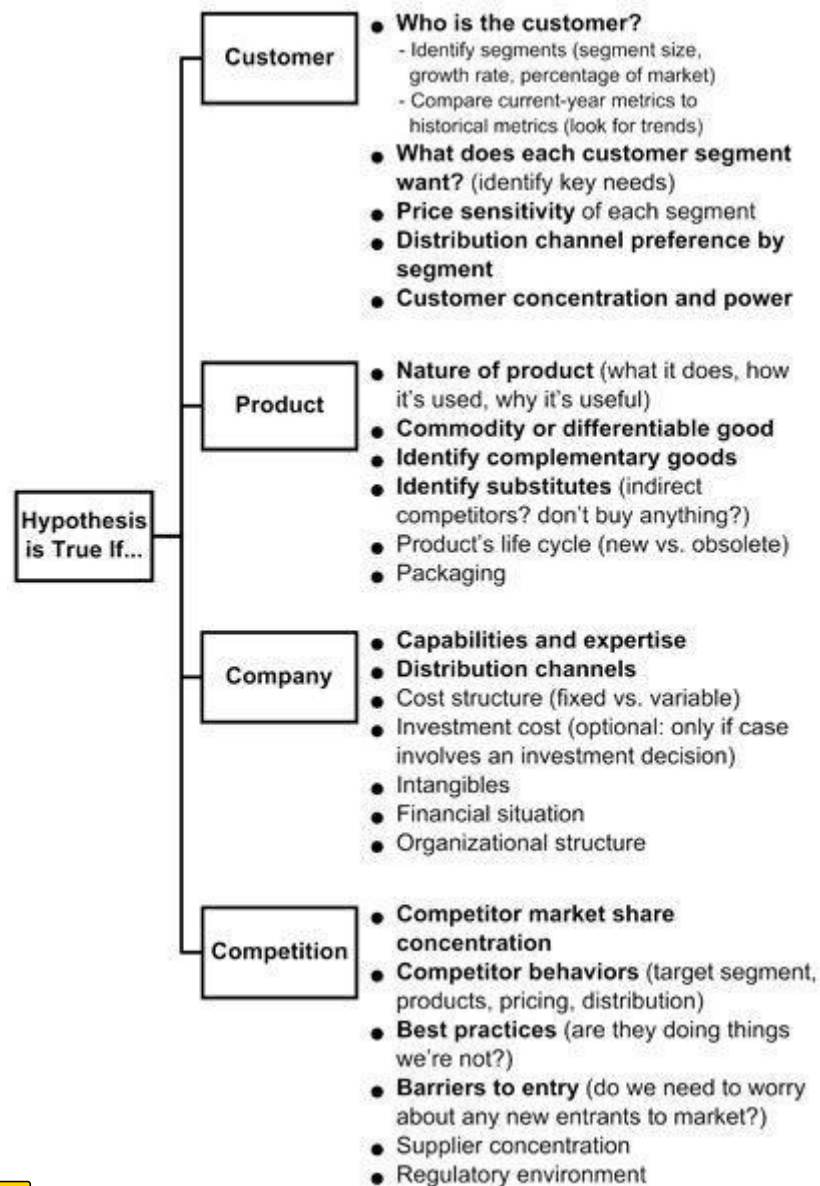 Customer
● Who is the customer?
- Identify segments (segment size,
growth rate, percentage of market)
- Compare current-year metrics to
historical metrics (look for trends)
● What does each customer segment
want? (identify key needs)
● Price sensitivity of each segment
● Distribution channel preference by
segment
● Customer concentration and power
Product
● Nature of product (what it does, how
it's used, why it's useful)
● Commodity or differentiable good
● Identify complementary goods
● Identify substitutes (indirect
competitors? don't buy anything?)
● Product's life cycle (new vs. obsolete)
● Packaging
Hypothesis
is True If...
Company
● Capabilities and expertise
● Distribution channels
● Cost structure (fixed vs. variable)
● Investment cost (optional: only if case
involves an investment decision)
● Intangibles
● Financial situation
● Organizational structure
Competition
● Competitor market share
concentration
● Competitor behaviors (target segment,
products, pricing, distribution)
● Best practices (are they doing things
we're not?)
● Barriers to entry (do we need to worry
about any new entrants to market?)
● Supplier concentration
● Regulatory environment